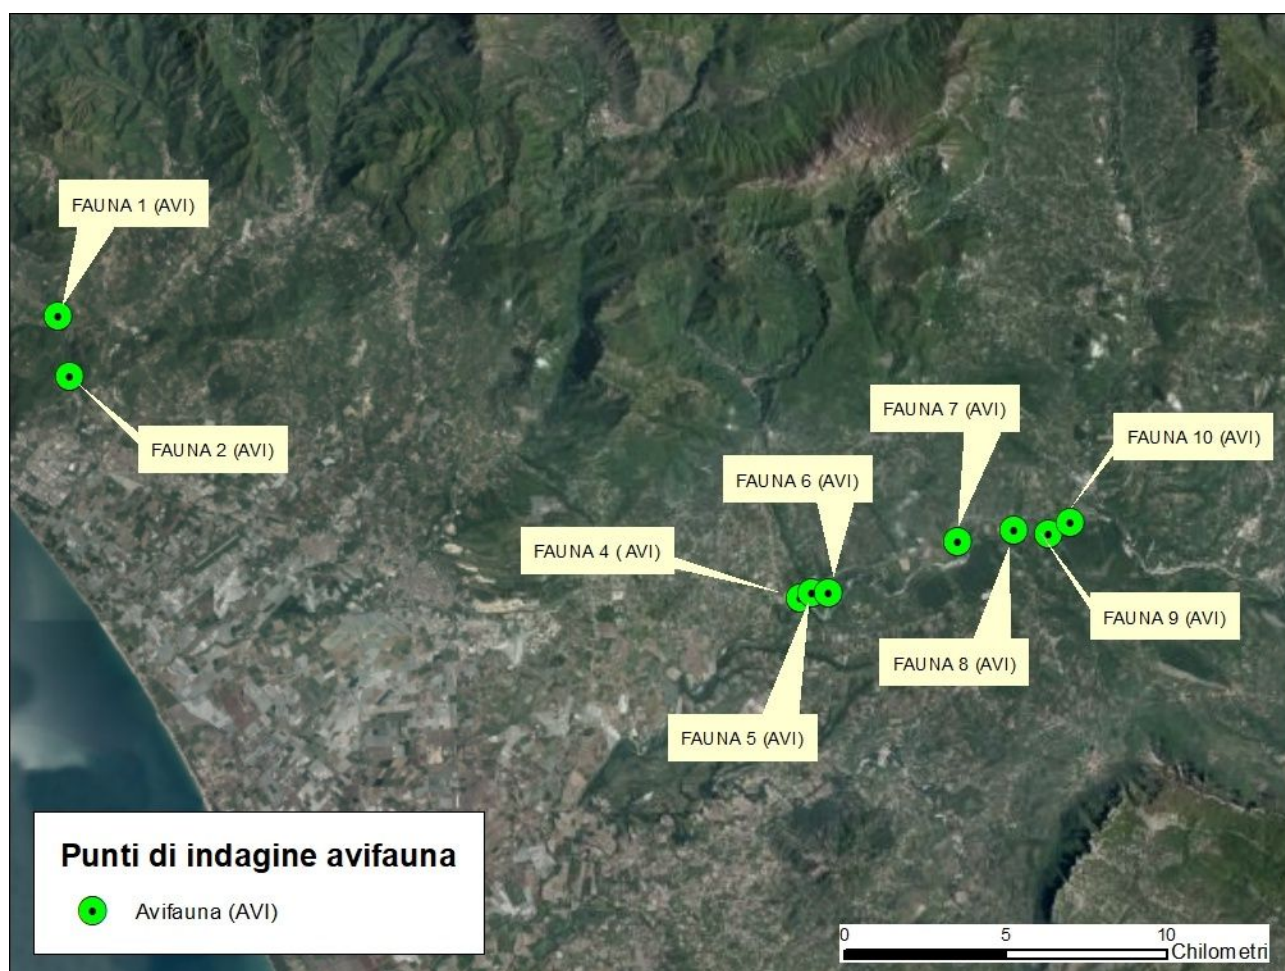 FAUNA 1 (AVI)
FAUNA 2 (AVI)
FAUNA 7 (AVI)
FAUNA 10 (AVI)
FAUNA 6 (AVI)
FAUNA 4 ( AVI)
FAUNA 9 (AVI)
FAUNA 8 (AVI)
FAUNA 5 (AVI)
Punti di indagine avifauna
Avifauna (AVI)
0 5 10
Chilometri